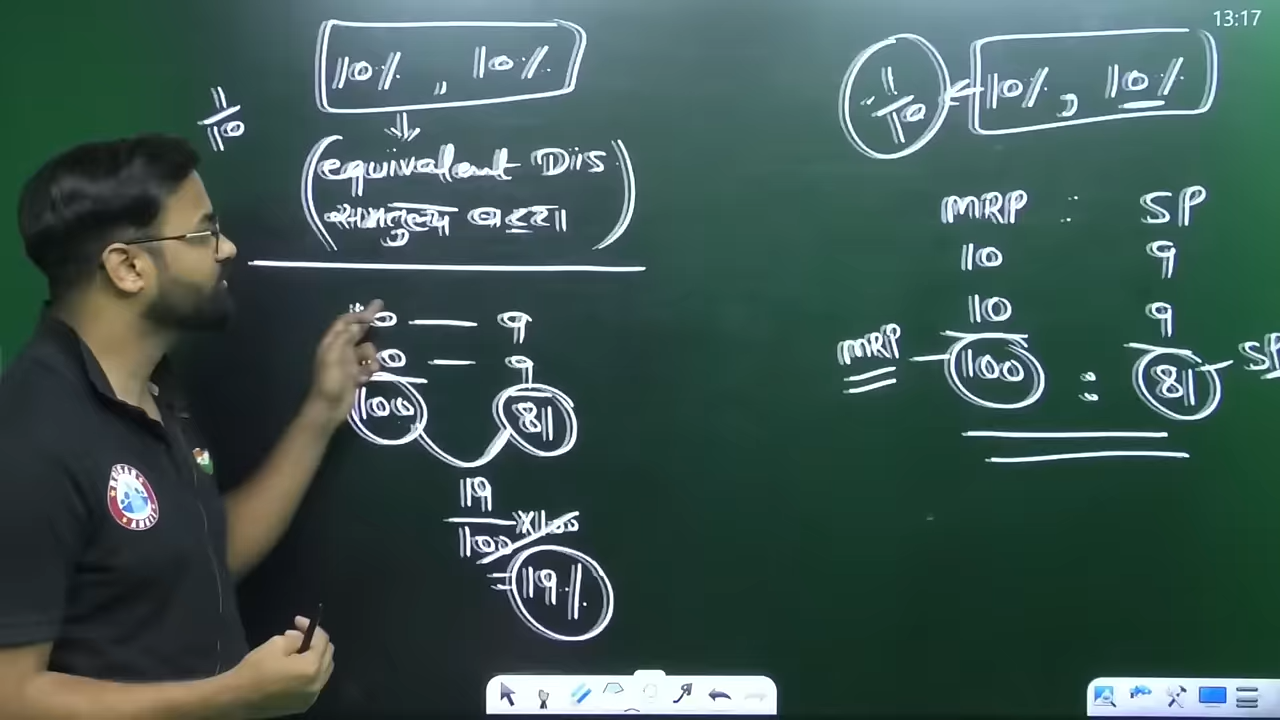 13:17
10%, 10%
1/10
(equivalent Dis
10 — 9
10 — 9
100 81
19/100 × 100
= 19%
1/10 ← 10%, 10%
MRP : SP
10 9
10 9
MRP — 100 : 81 — SP